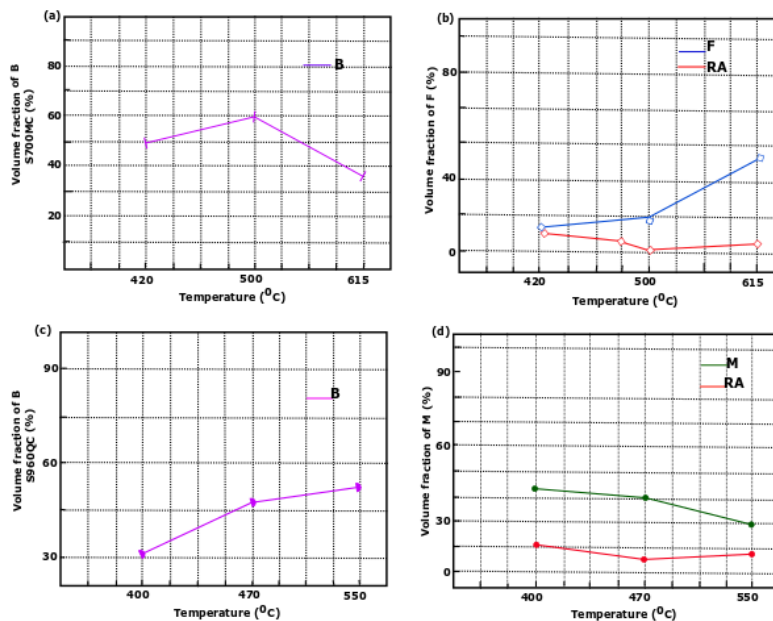 (a)
Volume fraction of B
S700MC (%)
80
60
40
20
B
420 500 615
Temperature (⁰C)
(b)
Volume fraction of F (%)
80
40
0
F
RA
420 500 615
Temperature (⁰C)
(c)
Volume fraction of B
S960QC (%)
90
60
30
B
400 470 550
Temperature (⁰C)
(d)
Volume fraction of M (%)
90
60
30
0
M
RA
400 470 550
Temperature (⁰C)